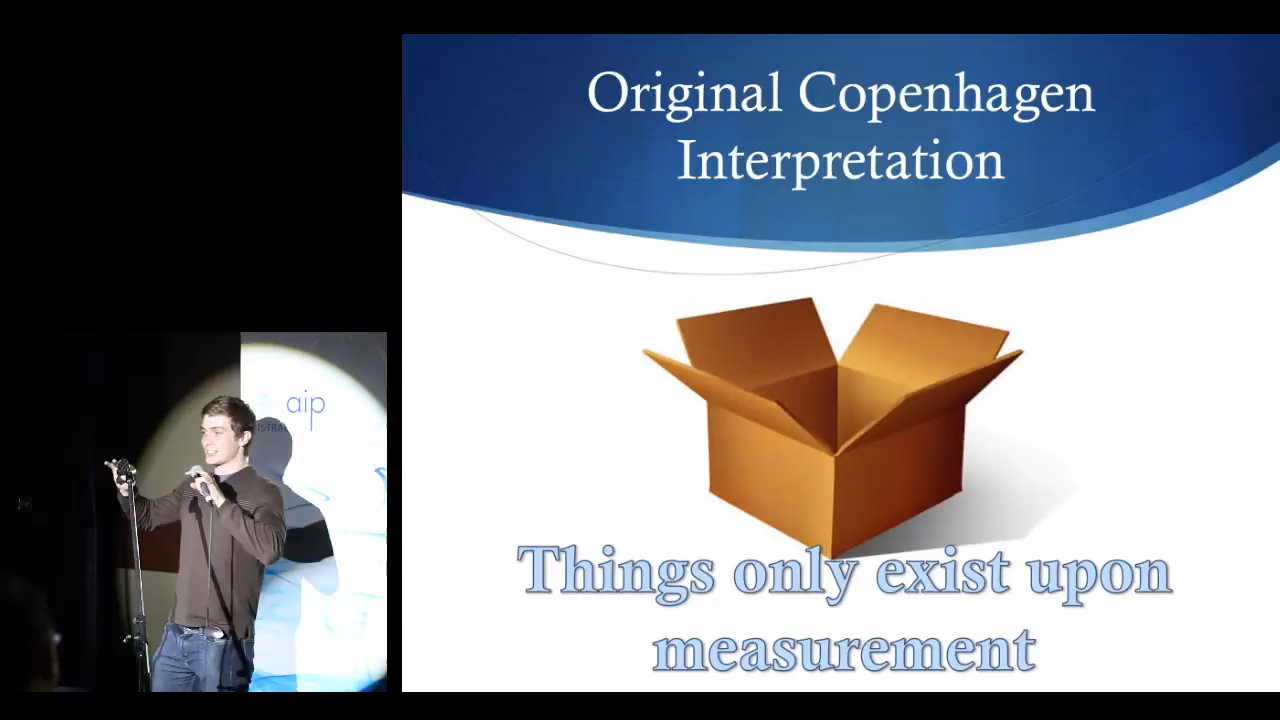 Original Copenhagen
Interpretation
aip
Things only exist upon
measurement